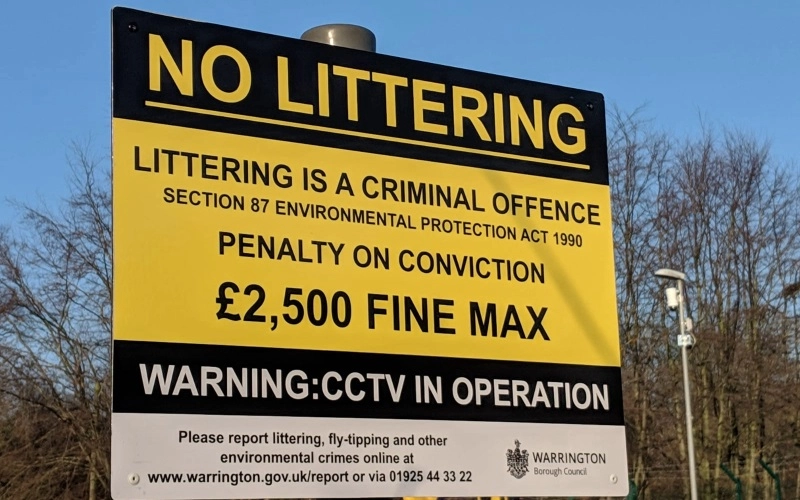 NO LITTERING
LITTERING IS A CRIMINAL OFFENCE
SECTION 87 ENVIRONMENTAL PROTECTION ACT 1990
PENALTY ON CONVICTION
£2,500 FINE MAX
WARNING:CCTV IN OPERATION
Please report littering, fly-tipping and other
environmental crimes online at
www.warrington.gov.uk/report or via 01925 44 33 22
WARRINGTON
Borough Council